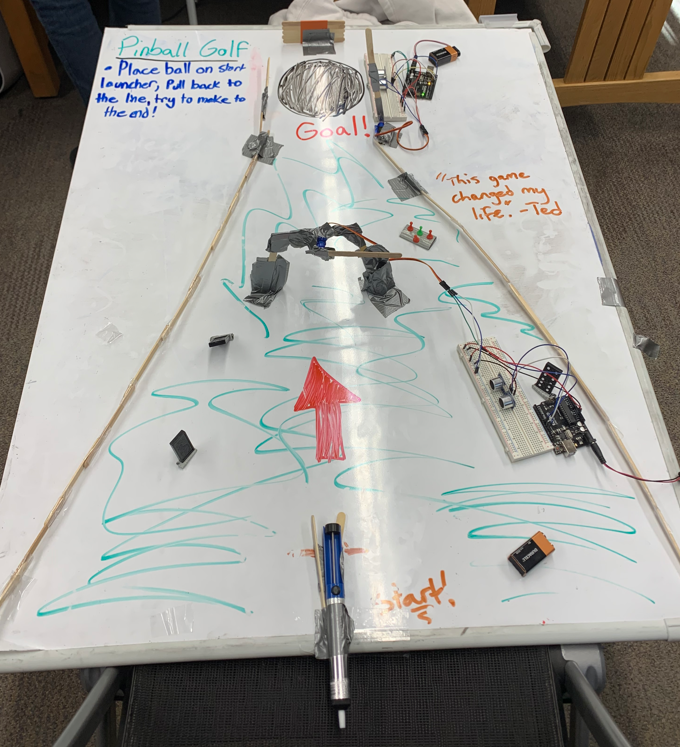 Pinball Golf
• Place ball on start
launcher, Pull back to
the line, try to make to
the end!
Goal!
"This game
changed my
life. -Ted
Start!